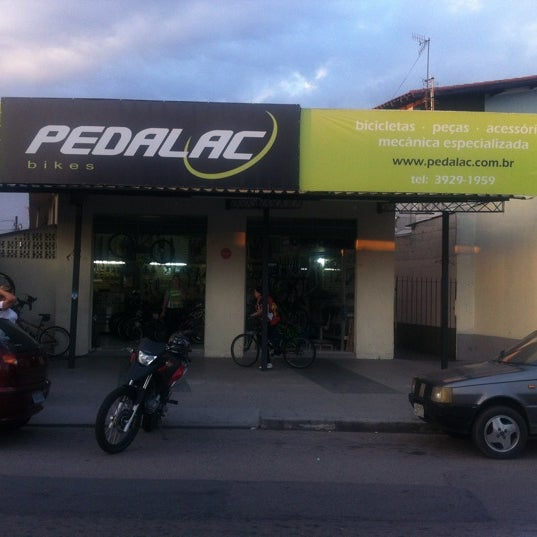 PEDALAC
bikes
bicicletas · peças · acessóri
mecânica especializada
www.pedalac.com.br
tel: 3929-1959